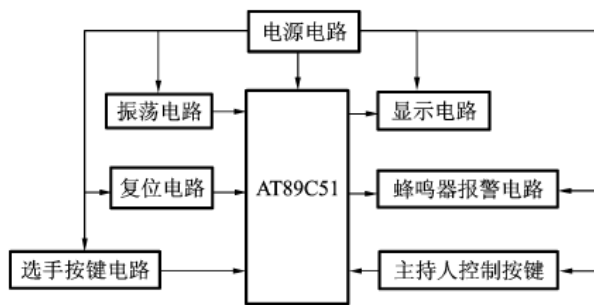 电源电路
振荡电路
显示电路
复位电路
AT89C51
蜂鸣器报警电路
选手按键电路
主持人控制按键